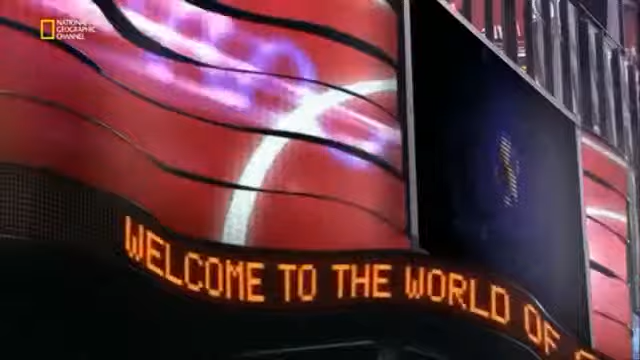 NATIONAL
GEOGRAPHIC
CHANNEL
WELCOME TO THE WORLD OF